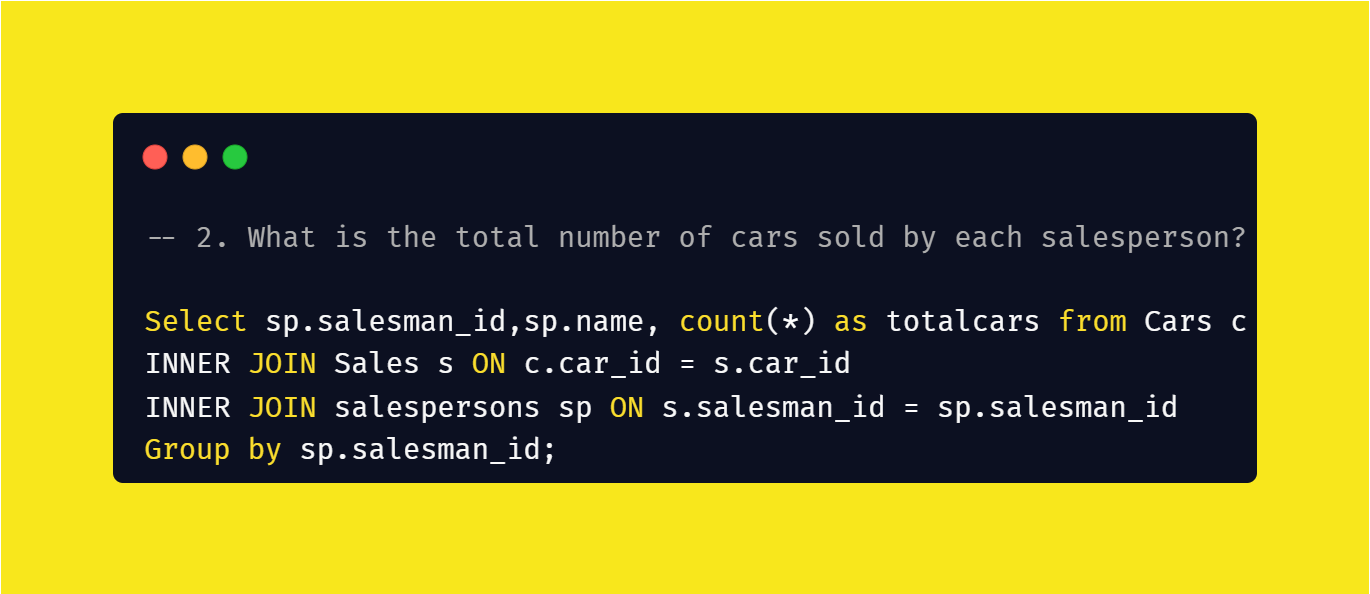 -- 2. What is the total number of cars sold by each salesperson?
Select sp.salesman_id,sp.name, count(*) as totalcars from Cars c
INNER JOIN Sales s ON c.car_id = s.car_id
INNER JOIN salespersons sp ON s.salesman_id = sp.salesman_id
Group by sp.salesman_id;